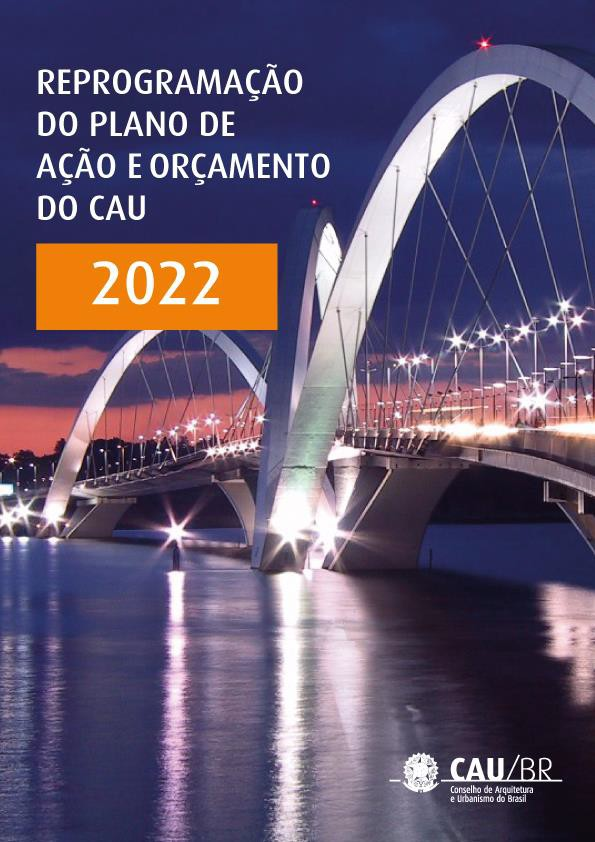 REPROGRAMAÇÃO
DO PLANO DE
AÇÃO E ORÇAMENTO
DO CAU
2022
CAU/BR
Conselho de Arquitetura
e Urbanismo do Brasil